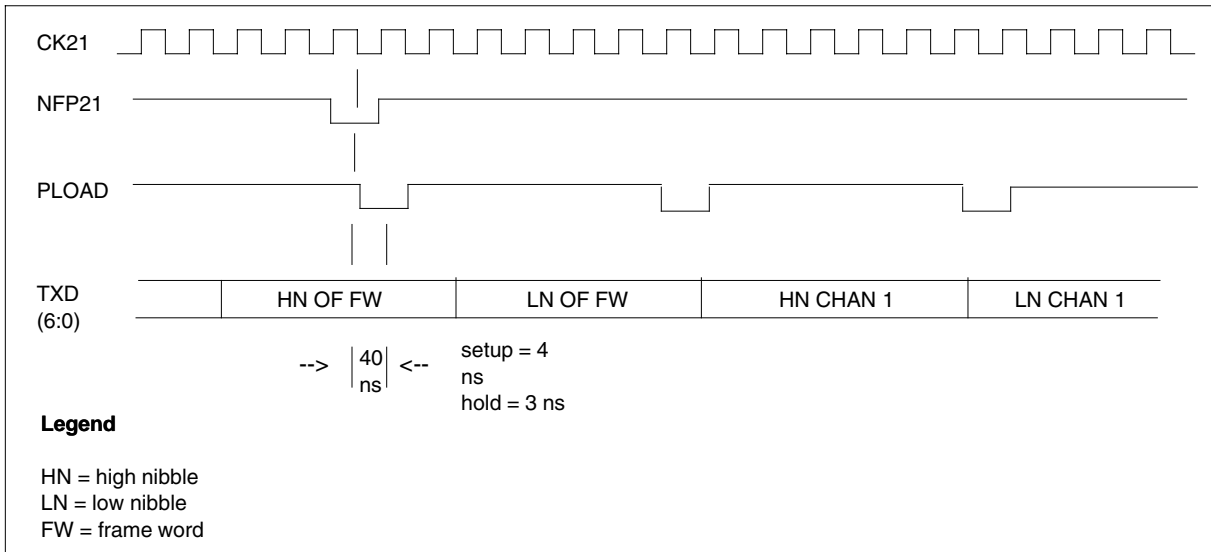 CK21
NFP21
PLOAD
TXD
(6:0)
HN OF FW
LN OF FW
HN CHAN 1
LN CHAN 1
-->
40
ns
<--
setup = 4
ns
hold = 3 ns
Legend
HN = high nibble
LN = low nibble
FW = frame word